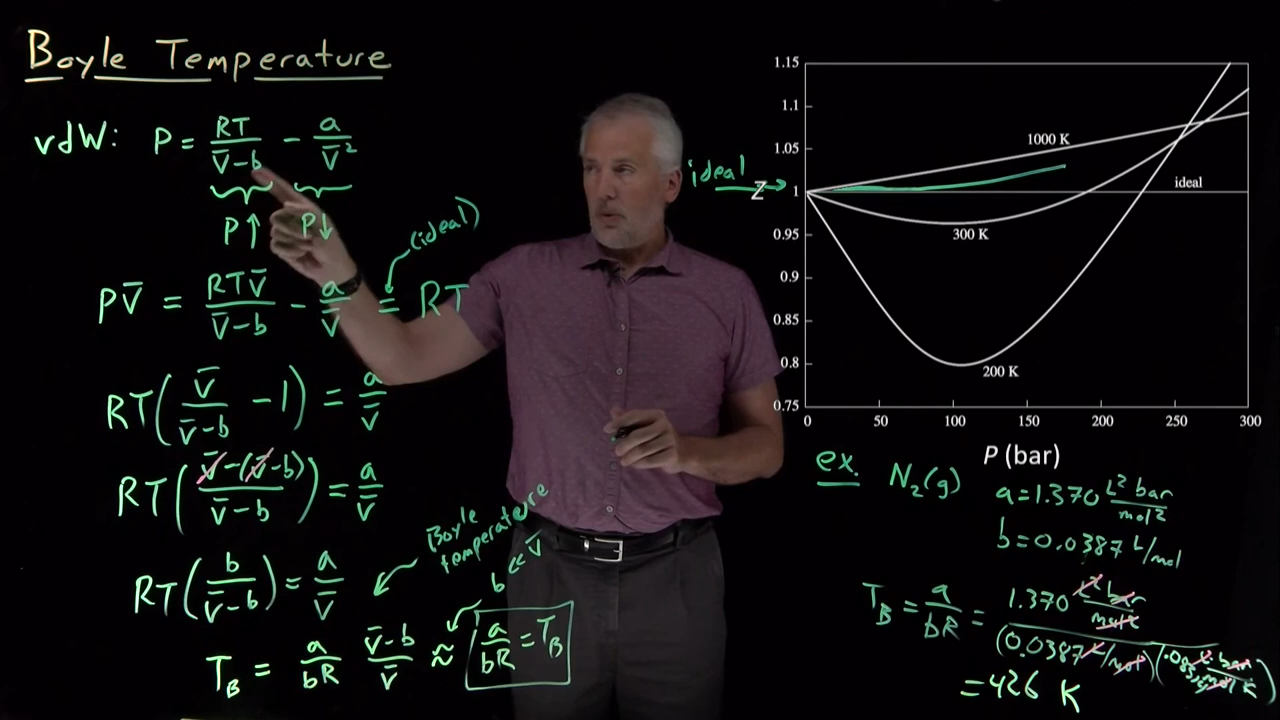 Boyle Temperature
vdW: P = RT/(V̄-b) - a/V̄²
P↑ P↓
PV̄ = RTV̄/(V̄-b) - a/V̄ = RT
(ideal)
RT(V̄/(V̄-b) - 1) = a/V̄
RT((V̄-(V̄-b))/(V̄-b)) = a/V̄
RT(b/(V̄-b)) = a/V̄
Boyle
temperature
b << V̄
T_B = a/bR (V̄-b)/V̄ ≈ a/bR = T_B
ideal → Z
1.15
1.1
1.05
1
0.95
0.9
0.85
0.8
0.75
1000 K
ideal
300 K
200 K
0 50 100 150 200 250 300
P (bar)
ex. N₂(g)
a = 1.370 L² bar/mol²
b = 0.0387 L/mol
T_B = a/bR = 1.370 L² bar/mol² / (0.0387 L/mol)
= 426 K